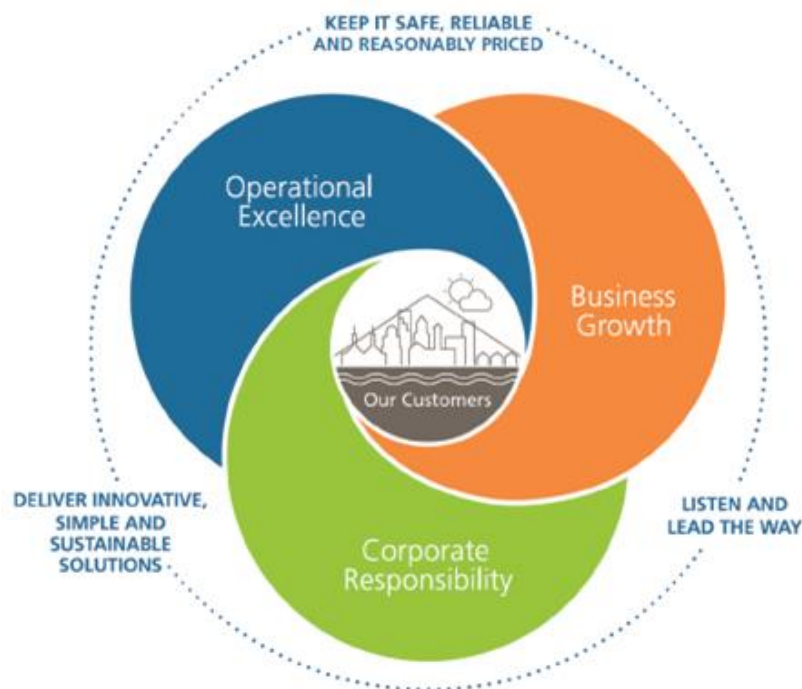 KEEP IT SAFE, RELIABLE
AND REASONABLY PRICED
Operational
Excellence
Business
Growth
Our Customers
DELIVER INNOVATIVE,
SIMPLE AND
SUSTAINABLE
SOLUTIONS
LISTEN AND
LEAD THE WAY
Corporate
Responsibility